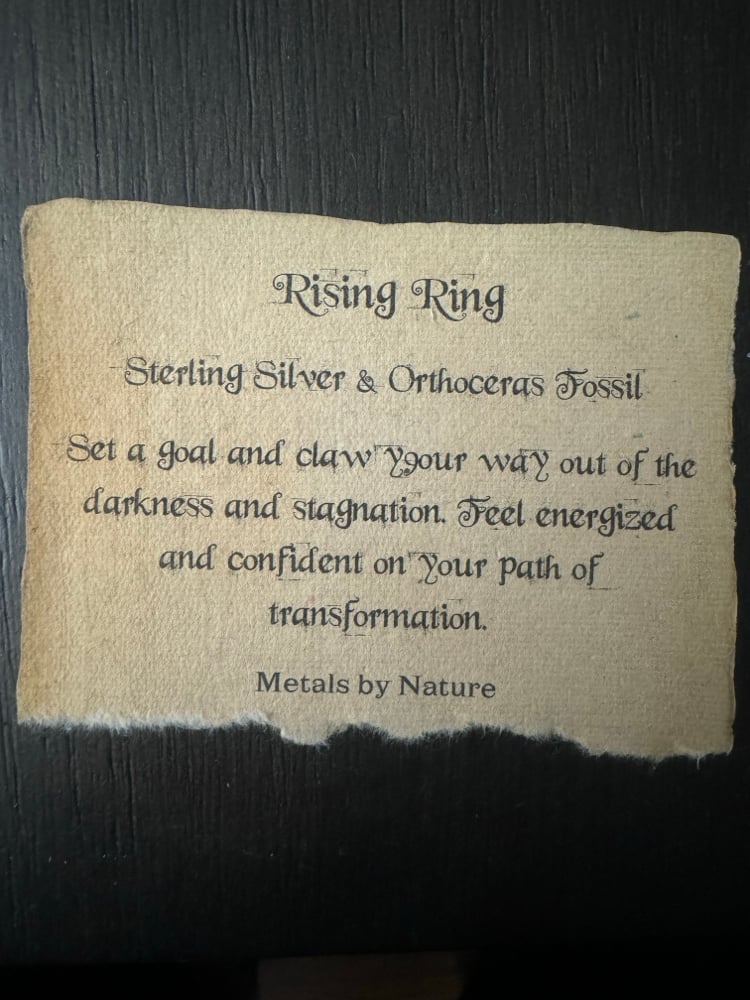 Rising Ring
Sterling Silver & Orthoceras Fossil
Set a goal and claw Yyour way out of the
darkness and stagnation. Feel energized
and confident on your path of
transformation.
Metals by Nature